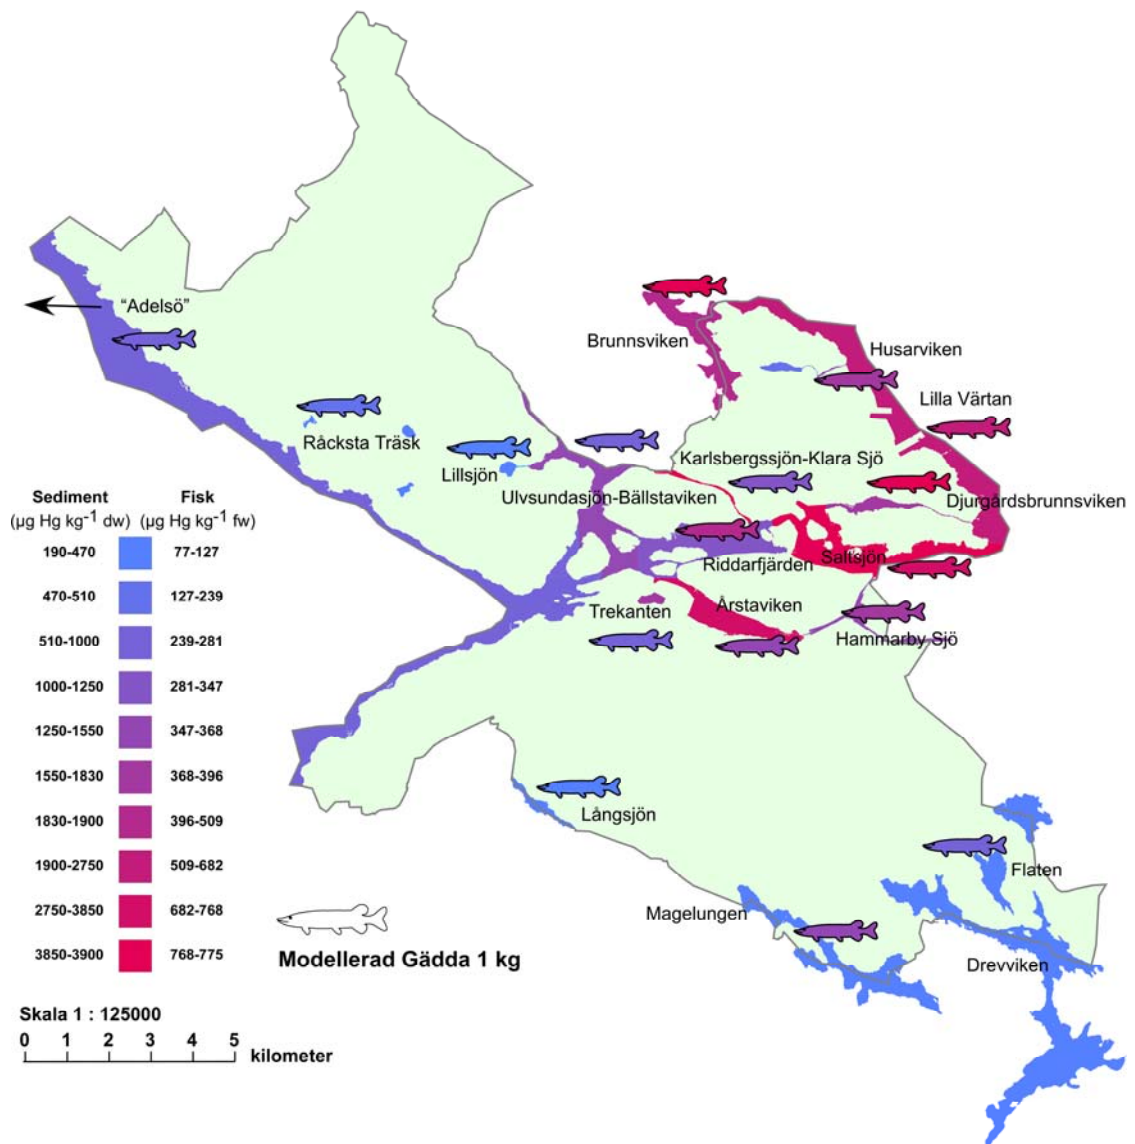 "Adelsö"
Brunnsviken
Husarviken
Lilla Värtan
Råcksta Träsk
Lillsjön
Karlsbergssjön-Klara Sjö
Ulvsundasjön-Bällstaviken
Djurgårdsbrunnsviken
Saltsjön
Riddarfjärden
Trekanten
Årstaviken
Hammarby Sjö
Långsjön
Flaten
Magelungen
Drevviken
Sediment Fisk
(µg Hg kg-1 dw) (µg Hg kg-1 fw)
190-470 77-127
470-510 127-239
510-1000 239-281
1000-1250 281-347
1250-1550 347-368
1550-1830 368-396
1830-1900 396-509
1900-2750 509-682
2750-3850 682-768
3850-3900 768-775
Modellerad Gädda 1 kg
Skala 1 : 125000
0 1 2 3 4 5
kilometer